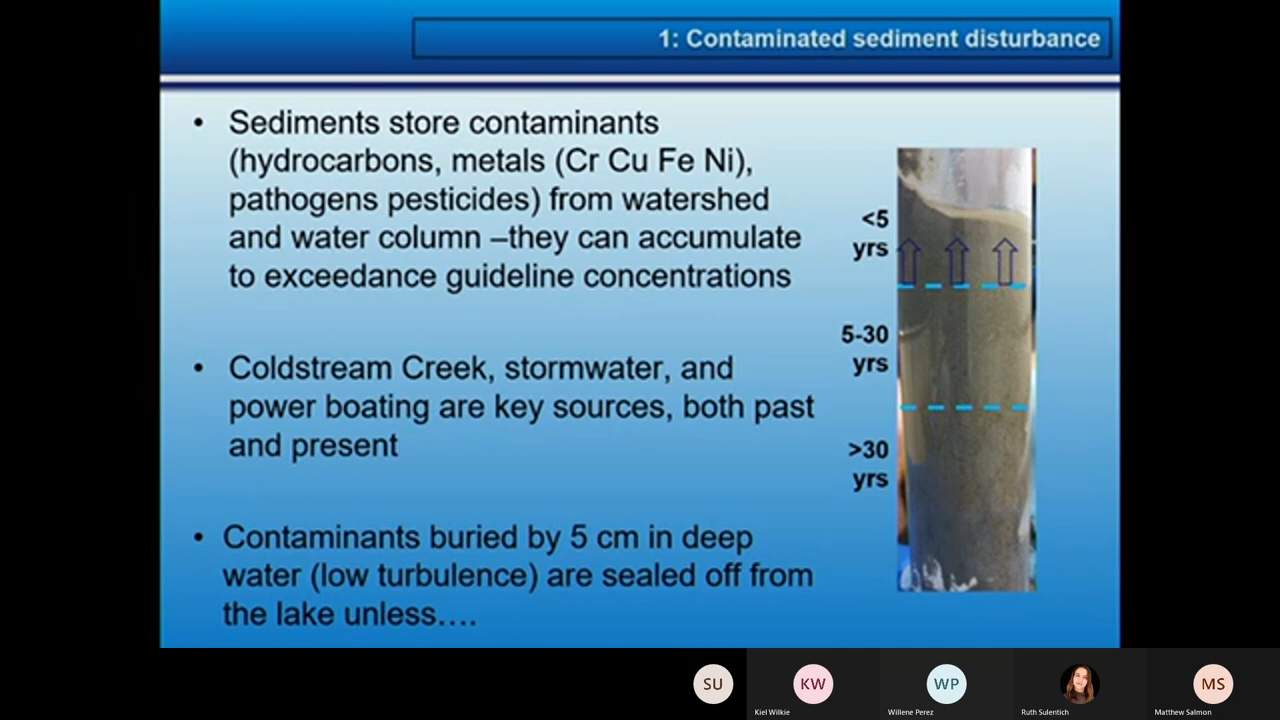 1: Contaminated sediment disturbance
• Sediments store contaminants
(hydrocarbons, metals (Cr Cu Fe Ni),
pathogens pesticides) from watershed
and water column –they can accumulate
to exceedance guideline concentrations
• Coldstream Creek, stormwater, and
power boating are key sources, both past
and present
• Contaminants buried by 5 cm in deep
water (low turbulence) are sealed off from
the lake unless….
<5
yrs
5-30
yrs
>30
yrs
SU
KW
WP
MS
Kiel Wilkie
Willene Perez
Ruth Sulentich
Matthew Salmon